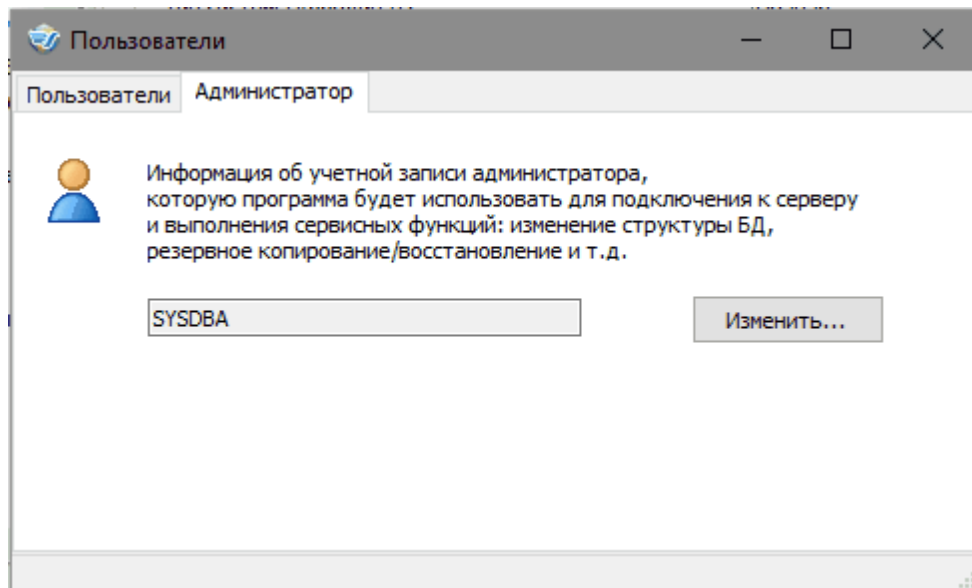 Пользователи
Пользователи Администратор
Информация об учетной записи администратора,
которую программа будет использовать для подключения к серверу
и выполнения сервисных функций: изменение структуры БД,
резервное копирование/восстановление и т.д.
SYSDBA Изменить...